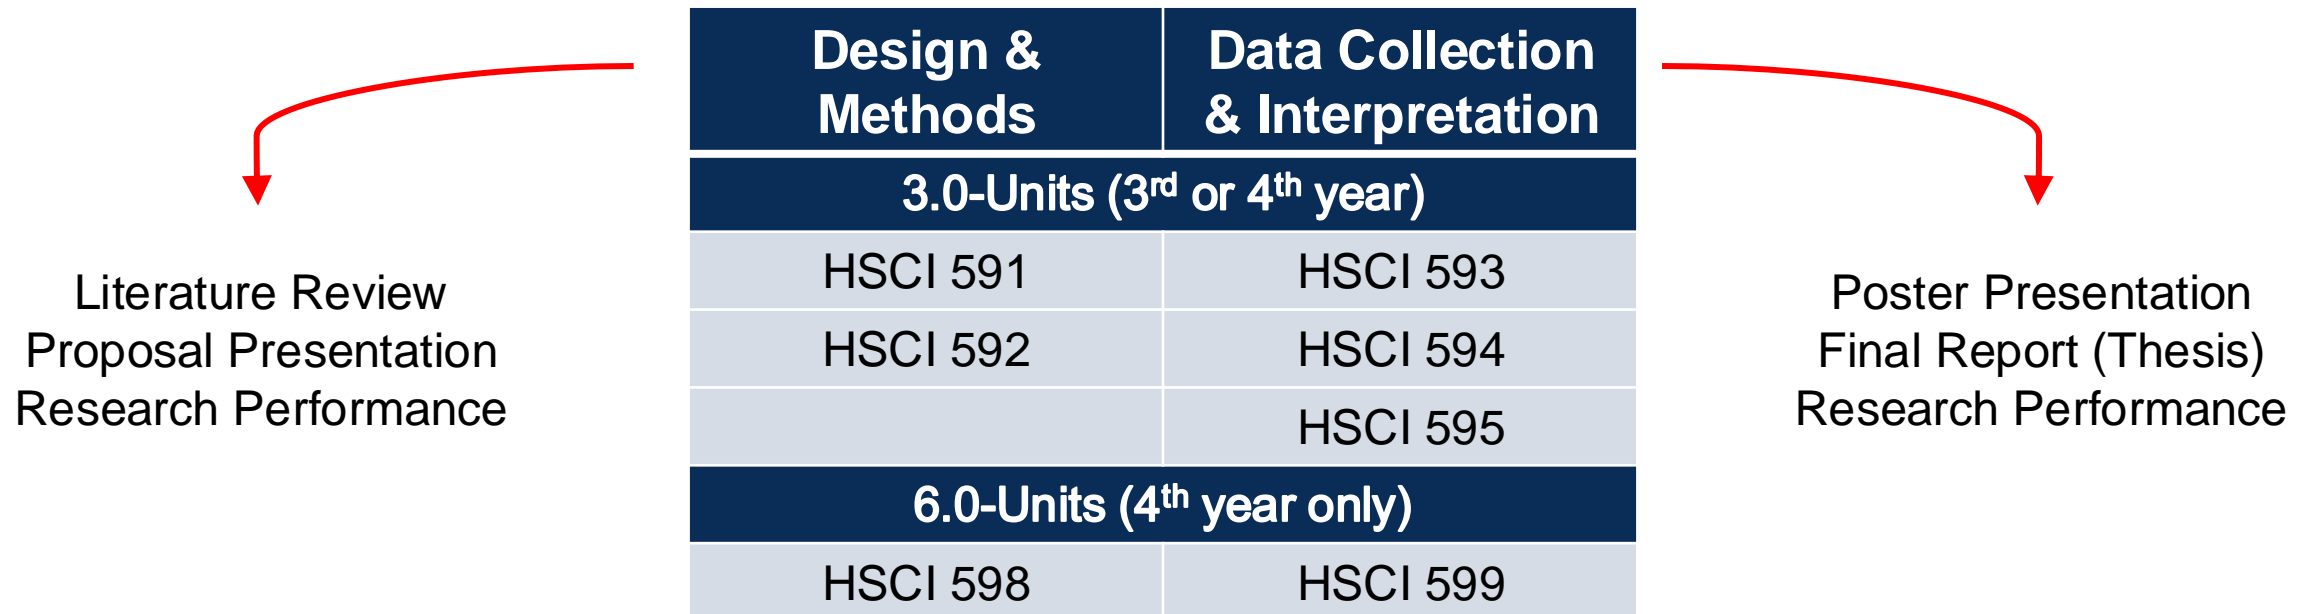 Design &
Methods
Data Collection
& Interpretation
3.0-Units (3rd or 4th year)
HSCI 591
HSCI 593
HSCI 592
HSCI 594
HSCI 595
6.0-Units (4th year only)
HSCI 598
HSCI 599
Literature Review
Proposal Presentation
Research Performance
Poster Presentation
Final Report (Thesis)
Research Performance